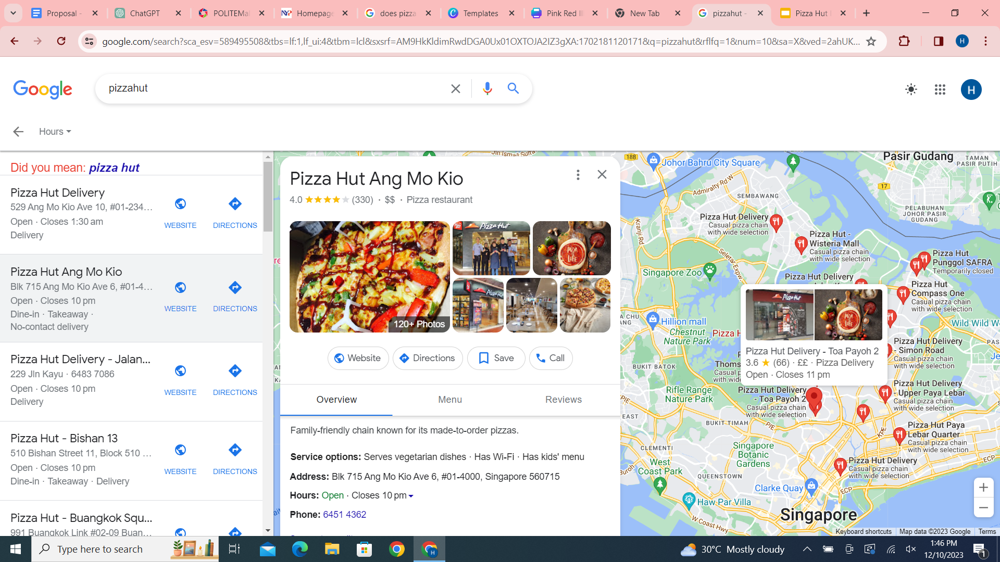 Proposal -
ChatGPT
POLITEMal
Homepage
does pizza
Templates
Pink Red Ill
New Tab
pizzahut -
Pizza Hut
google.com/search?sca_esv=589495508&tbs=lf:1,lf_ui:4&tbm=lcl&sxsrf=AM9HkKldimRwdDGA0Ux01OXTOJA2IZ3gXA:1702181120171&q=pizzahut&rflfq=1&num=10&sa=X&ved=2ahUK...
H
Google
pizzahut
H
Hours
Did you mean: pizza hut
Pizza Hut Delivery
529 Ang Mo Kio Ave 10, #01-234...
Open · Closes 1:30 am
Delivery
WEBSITE
DIRECTIONS
Pizza Hut Ang Mo Kio
Blk 715 Ang Mo Kio Ave 6, #01-4...
Open · Closes 10 pm
Dine-in · Takeaway ·
No-contact delivery
WEBSITE
DIRECTIONS
Pizza Hut Delivery - Jalan...
229 Jln Kayu · 6483 7086
Open · Closes 10 pm
Delivery
WEBSITE
DIRECTIONS
Pizza Hut - Bishan 13
510 Bishan Street 11, Block 510 ...
Open · Closes 10 pm
Dine-in · Takeaway · Delivery
WEBSITE
DIRECTIONS
Pizza Hut - Buangkok Squ...
991 Buangkok Link #02-09 Buan...
Pizza Hut Ang Mo Kio
4.0 (330) · $$ · Pizza restaurant
Pizza Hut
PIZZA
LIFE
120+ Photos
Website
Directions
Save
Call
Overview
Menu
Reviews
Family-friendly chain known for its made-to-order pizzas.
Service options: Serves vegetarian dishes · Has Wi-Fi · Has kids' menu
Address: Blk 715 Ang Mo Kio Ave 6, #01-4000, Singapore 560715
Hours: Open · Closes 10 pm
Phone: 6451 4362
Jln Ismail Sultan
188
Johor Bahru City Square
Pasir Gudang
TAMAN
PASIR PUTIH
17
Admiralty Rd W
SEMBAWANG
PELABUHAN
JOHOR PASIR
GUDANG
Kranji Rd
Pizza Hut Delivery
Casual pizza chain
with wide selection
Pizza Hut -
Wisteria Mall
Casual pizza chain
with wide selection
Seletar Expw.
Pizza Hut
Punggol SAFRA
Temporarily closed
Singapore Zoo
Pizza Hut Delivery
Pizza Hut
Compass One
Casual pizza chain
with wide selection
Hillion mall
Chestnut
Nature Park
Pizza H
Wild Wild W
Pizza Hut Delivery - Toa Payoh 2
3.6 (66) · ££ · Pizza Delivery
Open · Closes 11 pm
Pizza Hut Delivery
- Simon Road
Casual pizza chain
with wide selection
BUKIT BATOK
Thoms
Casual p
with wide
Rifle Range
Nature Park
Pizza Hut Delivery
- Toa Payoh 2
Casual pizza chain
with wide selection
Pizza Hut Delivery
- Upper Paya Lebar
Casual pizza chain
with wide selection
PIE
EAST
BUKIT TIMAH
PIE
KPE
Pizza Hut Paya
Lebar Quarter
Casual pizza chain
with wide selection
CLEMENTI
Singapore
Botanic
Gardens
West
Coast Park
QUEENSTOWN
Pizza Hut Delivery
Casual pizza chain
with wide selection
ECP
Clarke Quay
ECP
Haw Par Villa
W Coast Hwy
Singapore
Keyboard shortcuts
Map data ©2023 Google
Terms
Type here to search
30°C Mostly cloudy
1:46 PM
12/10/2023
1